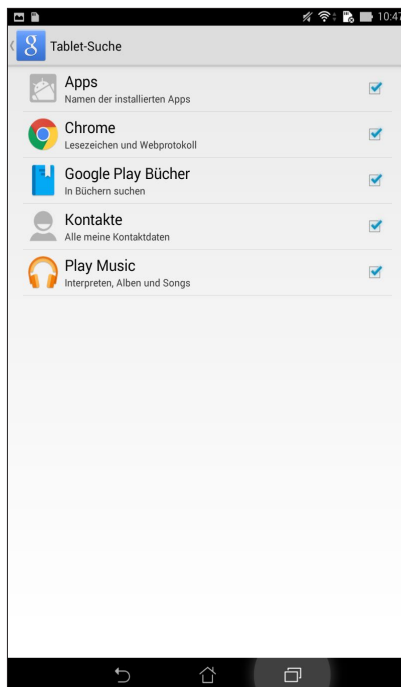 10:47
8
Tablet-Suche
Apps
Namen der installierten Apps
Chrome
Lesezeichen und Webprotokoll
Google Play Bücher
In Büchern suchen
Kontakte
Alle meine Kontaktdaten
Play Music
Interpreten, Alben und Songs